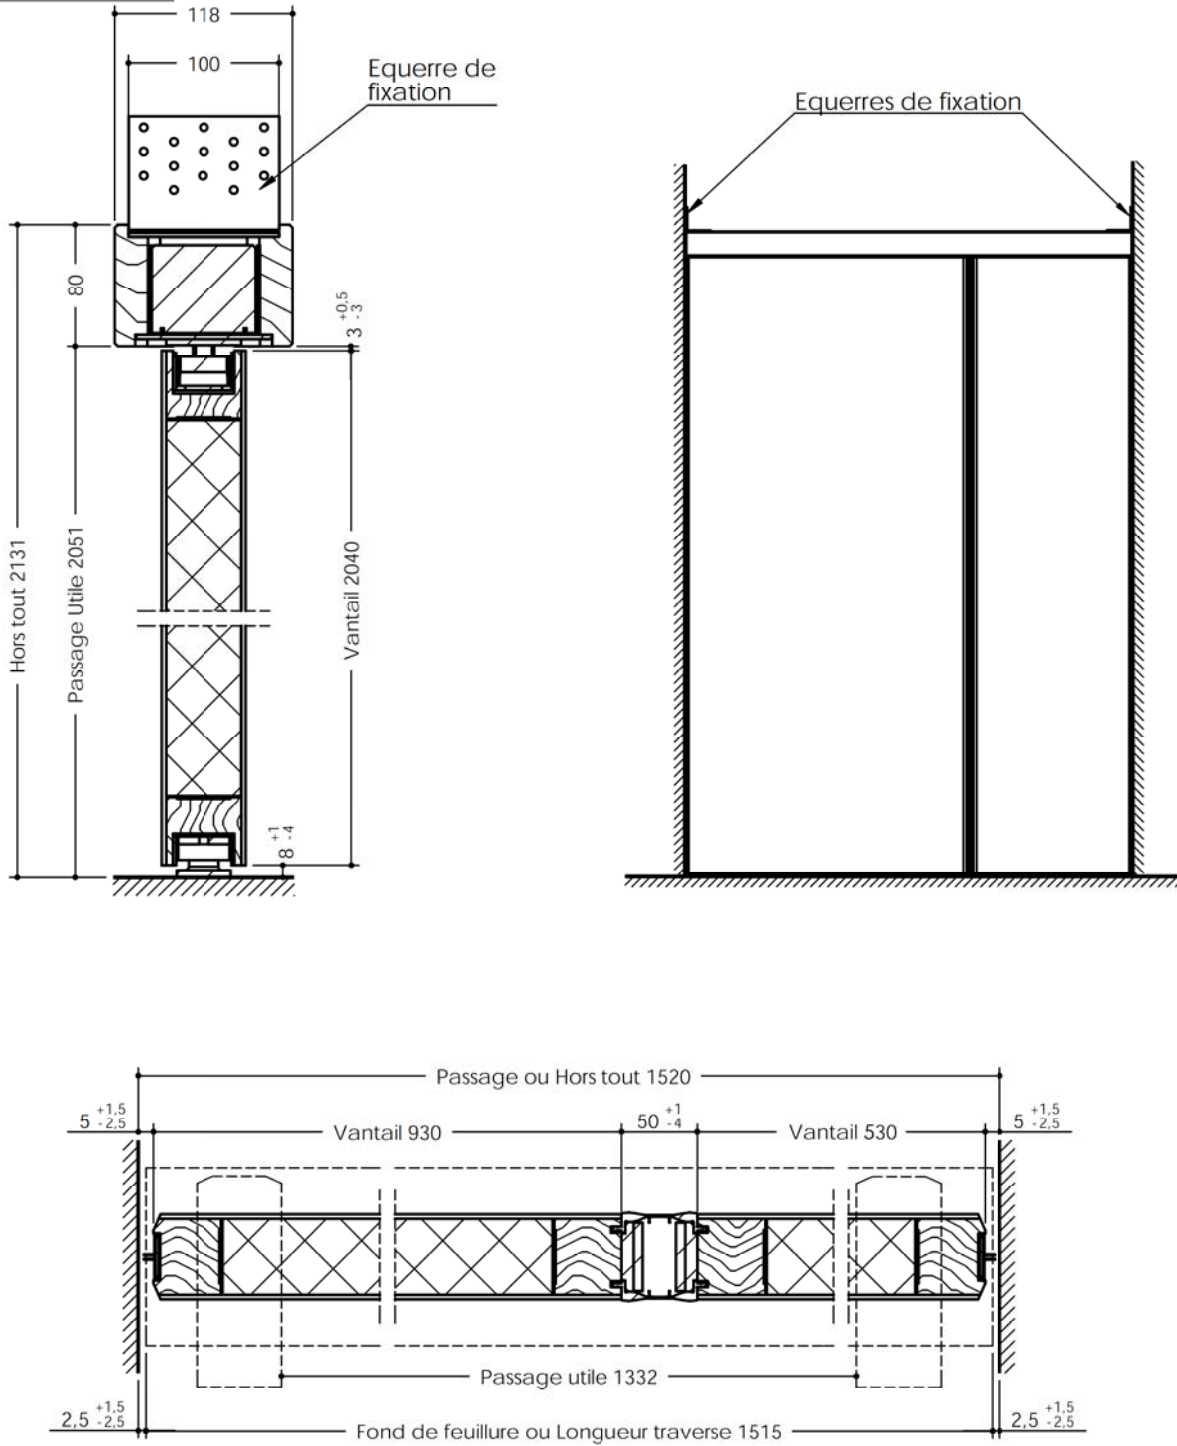 118
100
Equerre de
fixation
Equerres de fixation
80
3 +0,5 -3
Hors tout 2131
Passage Utile 2051
Vantail 2040
8 +1 -4
Passage ou Hors tout 1520
5 +1,5 -2,5
Vantail 930
50 +1 -4
Vantail 530
5 +1,5 -2,5
Passage utile 1332
2,5 +1,5 -2,5
Fond de feuillure ou Longueur traverse 1515
2,5 +1,5 -2,5